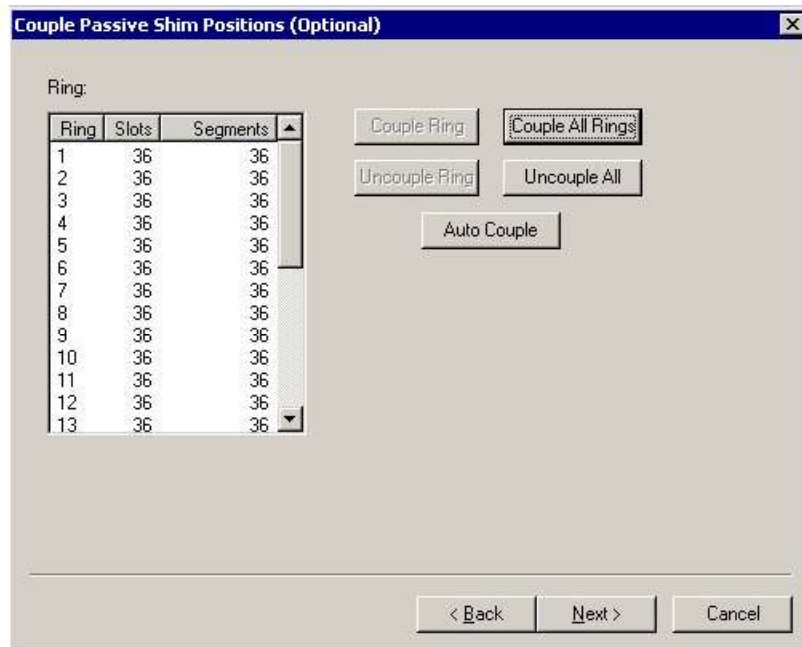 Couple Passive Shim Positions (Optional)
Ring:
Ring Slots Segments
1 36 36
2 36 36
3 36 36
4 36 36
5 36 36
6 36 36
7 36 36
8 36 36
9 36 36
10 36 36
11 36 36
12 36 36
13 36 36
Couple Ring Couple All Rings
Uncouple Ring Uncouple All
Auto Couple
< Back Next > Cancel